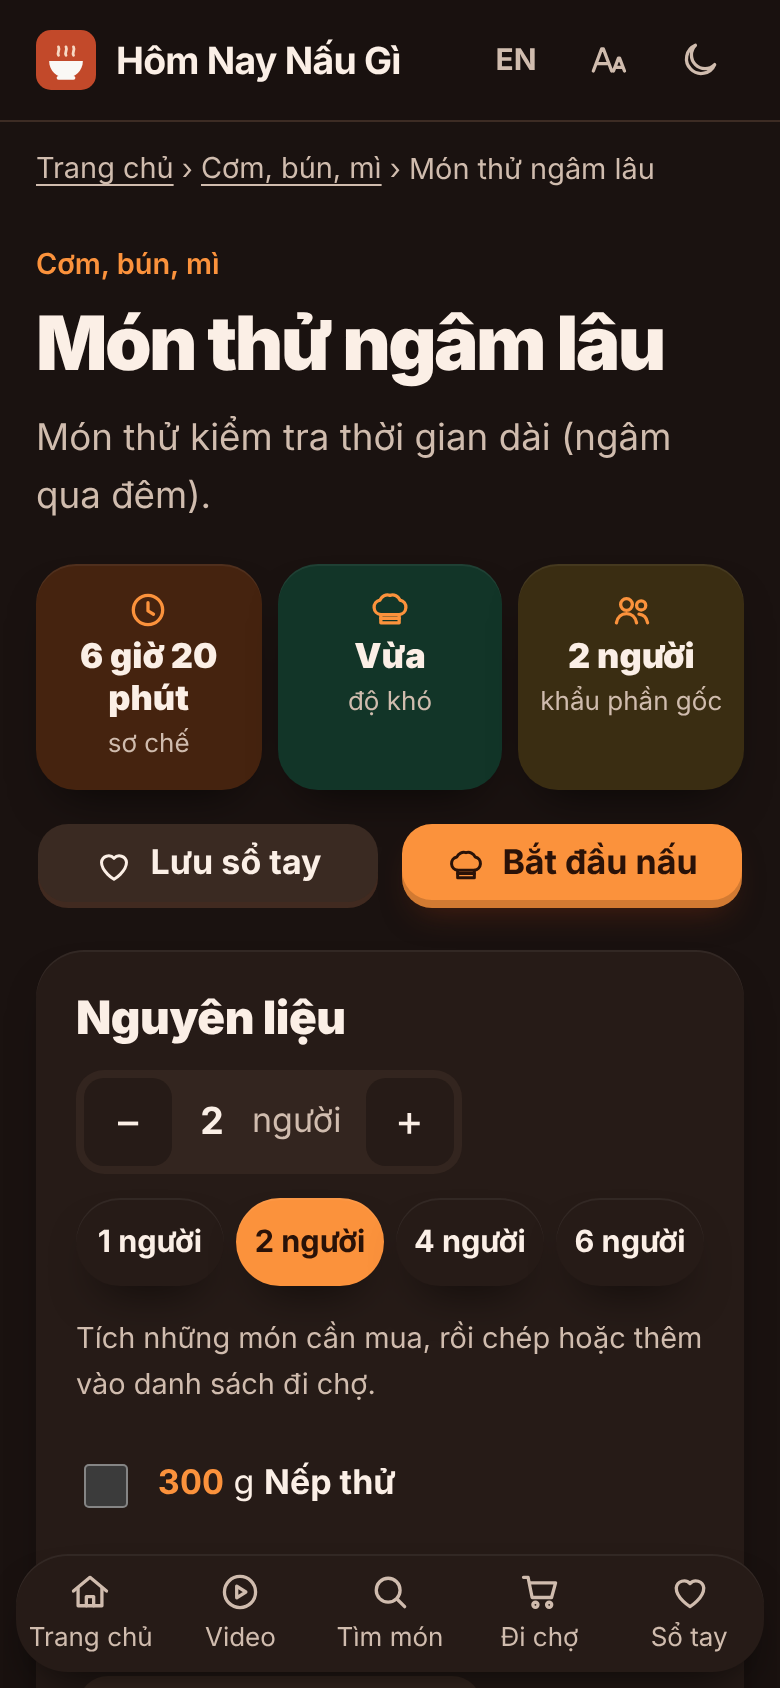 Hôm Nay Nấu Gì
EN
AA
Trang chủ › Cơm, bún, mì › Món thử ngâm lâu
Cơm, bún, mì
Món thử ngâm lâu
Món thử kiểm tra thời gian dài (ngâm
qua đêm).
6 giờ 20
phút
sơ chế
Vừa
độ khó
2 người
khẩu phần gốc
Lưu sổ tay
Bắt đầu nấu
Nguyên liệu
− 2 người +
1 người
2 người
4 người
6 người
Tích những món cần mua, rồi chép hoặc thêm
vào danh sách đi chợ.
300 g Nếp thử
Trang chủ
Video
Tìm món
Đi chợ
Sổ tay